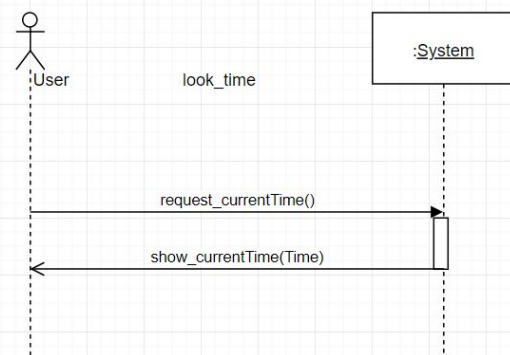 :System
User
look_time
request_currentTime()
show_currentTime(Time)